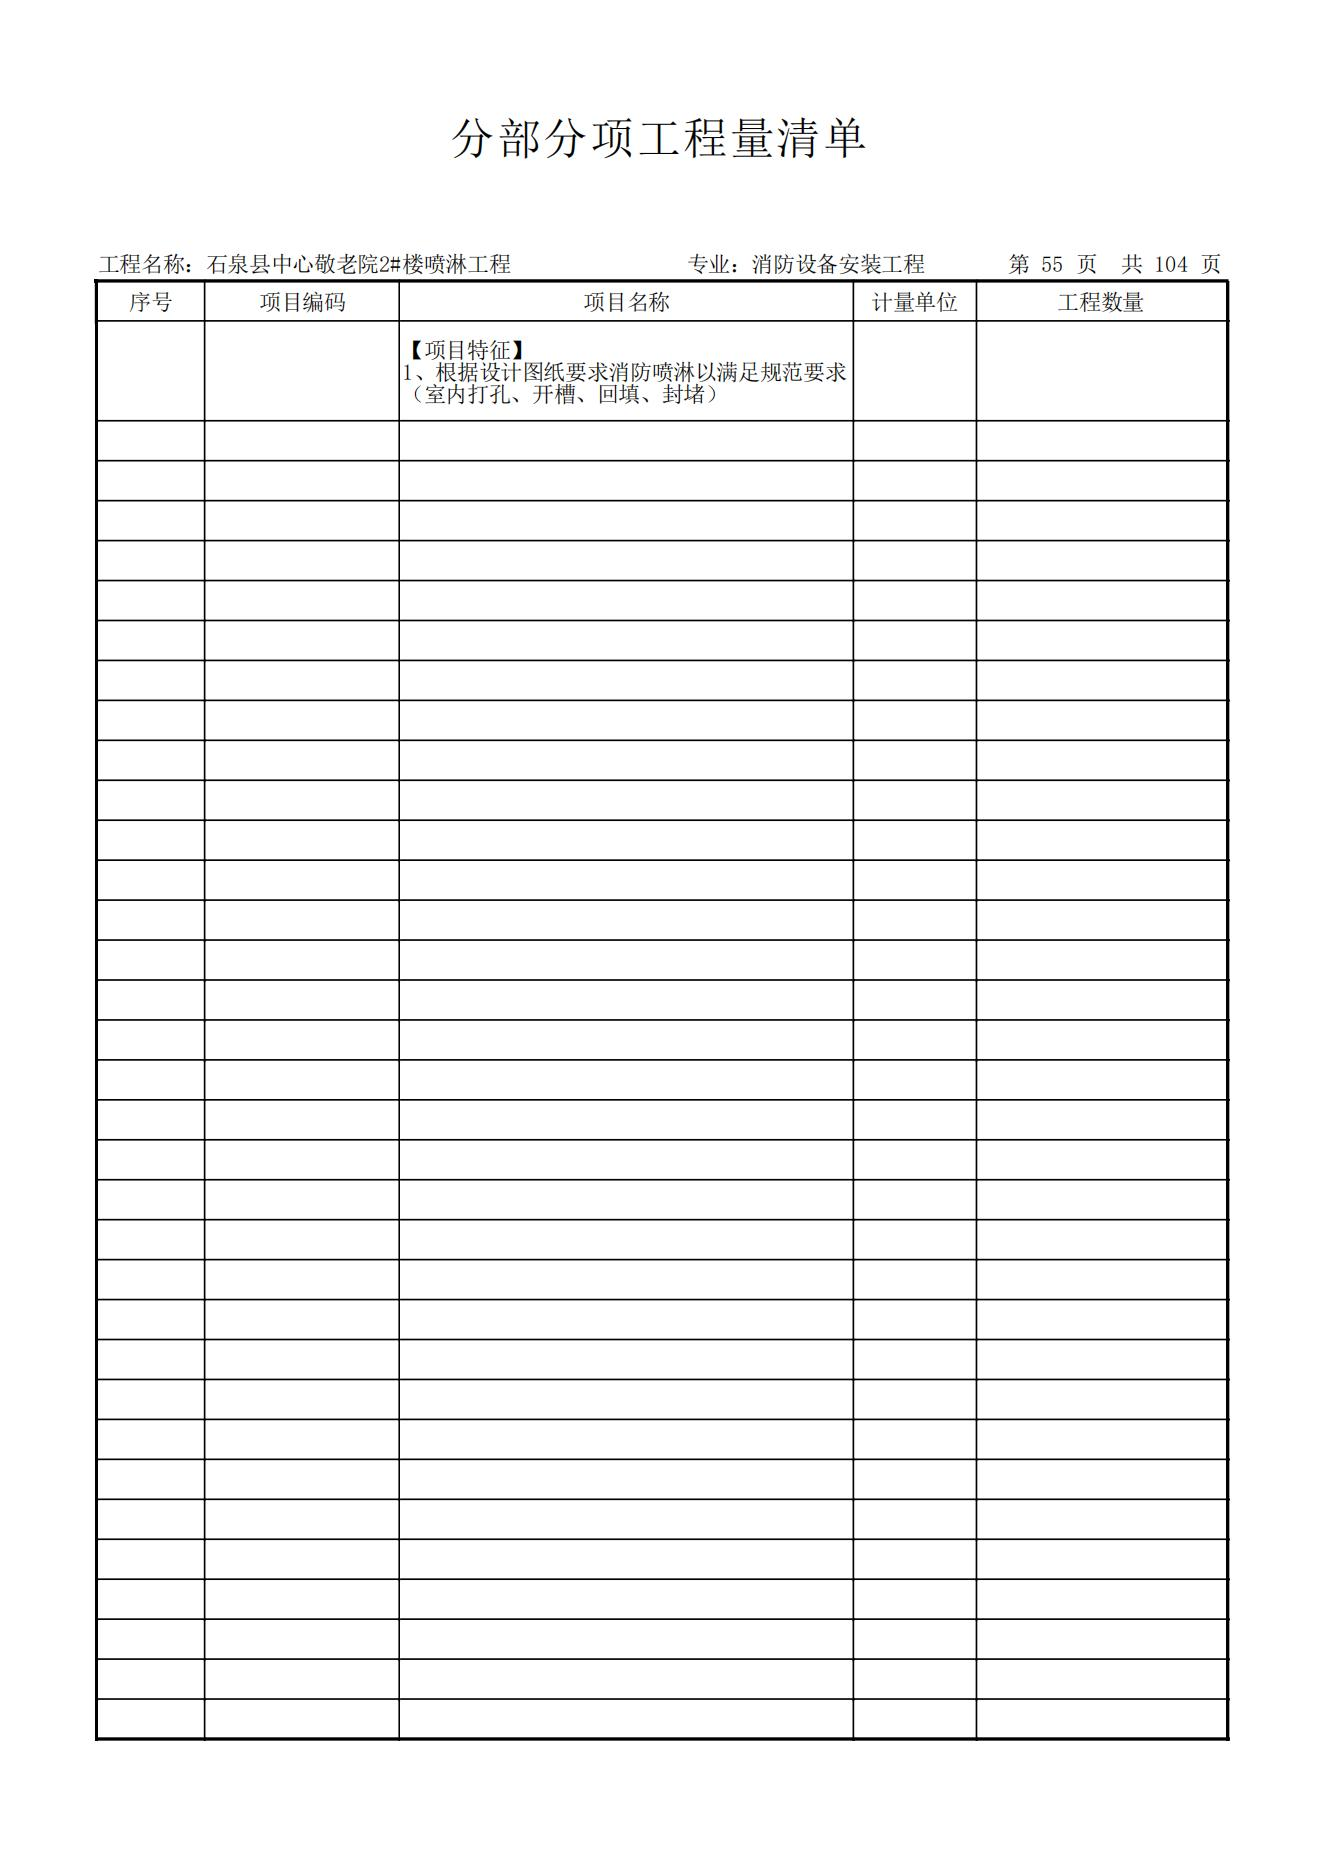 分部分项工程量清单
工程名称：石泉县中心敬老院2#楼喷淋工程 专业：消防设备安装工程 第 55 页 共 104 页
序号 项目编码 项目名称 计量单位 工程数量
【项目特征】
1、根据设计图纸要求消防喷淋以满足规范要求
（室内打孔、开槽、回填、封堵）